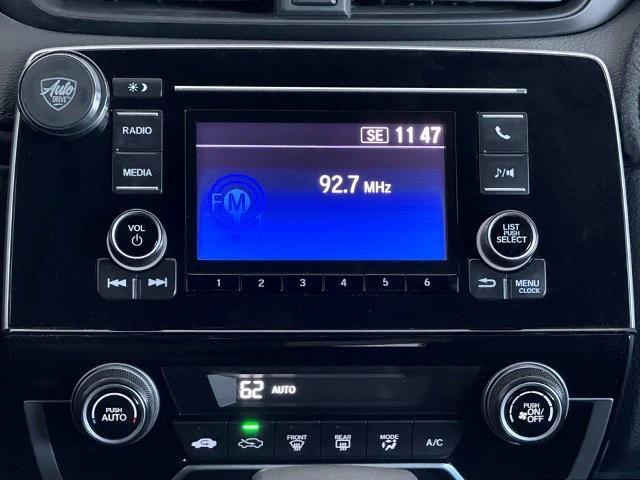 Auto
DRIVE
RADIO
MEDIA
VOL
SE 11 47
92.7 MHz
FM
1
1 2 3 4 5 6
LIST
PUSH
SELECT
MENU
CLOCK
62 AUTO
PUSH
AUTO
FRONT
REAR
MODE
A/C
PUSH
ON/
OFF